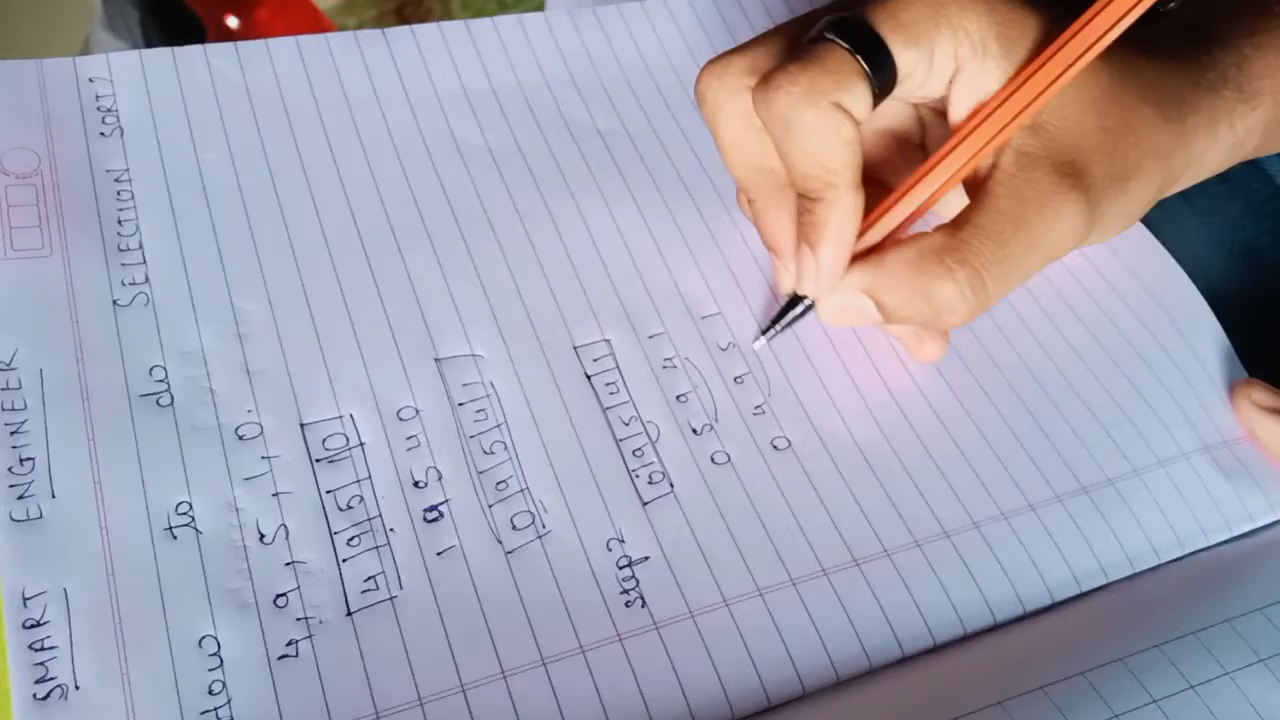 SMART ENGINEER
How to do SELECTION SORT?
4, 9, 5, 1, 0.
4|9|5|1|0
1 9 5 4 0
0|9|5|4|1
Step2
0|9|5|4|1
0 5 9 4 1
0 4 9 5 1